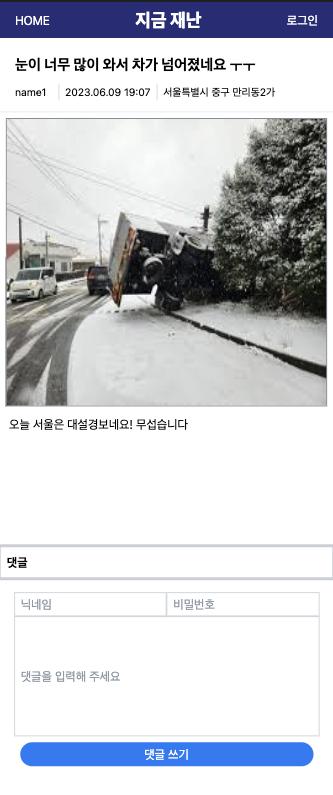 HOME 지금 재난 로그인
눈이 너무 많이 와서 차가 넘어졌네요 ㅜㅜ
name1 2023.06.09 19:07 서울특별시 중구 만리동2가
오늘 서울은 대설경보네요! 무섭습니다
댓글
닉네임 비밀번호
댓글을 입력해 주세요
댓글 쓰기